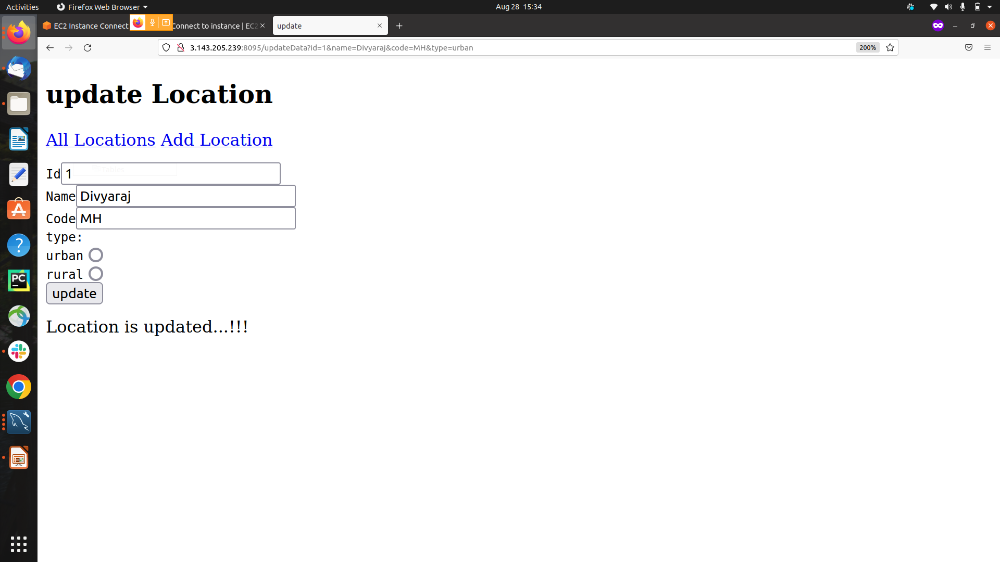 Activities Firefox Web Browser Aug 28 15:34
EC2 Instance Connect Connect to instance | EC2 update
3.143.205.239:8095/updateData?id=1&name=Divyaraj&code=MH&type=urban 200%
update Location
All Locations Add Location
Id 1
Tables
Name Divyaraj
Code MH
type:
urban
rural
update
Location is updated...!!!
PC